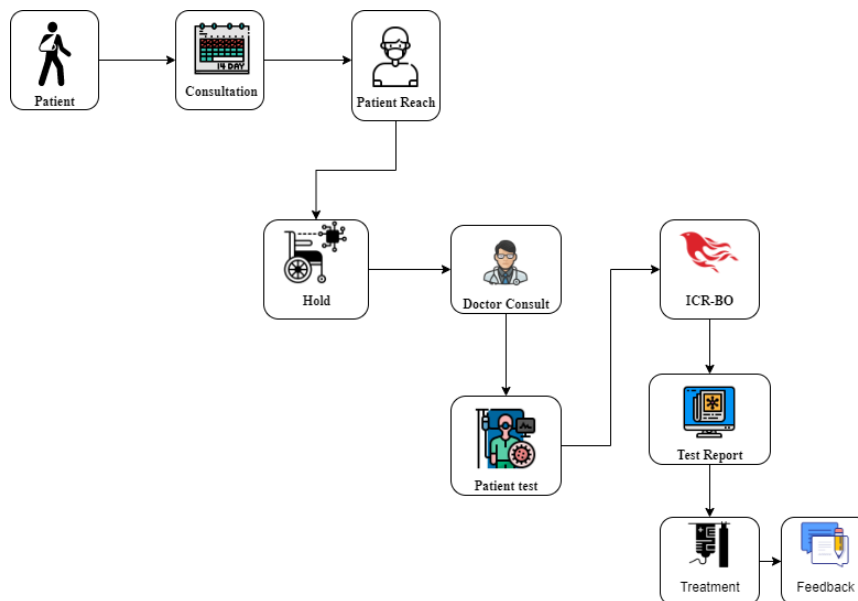 Patient
14 DAY
Consultation
Patient Reach
Hold
Doctor Consult
ICR-BO
Patient test
Test Report
Treatment
Feedback